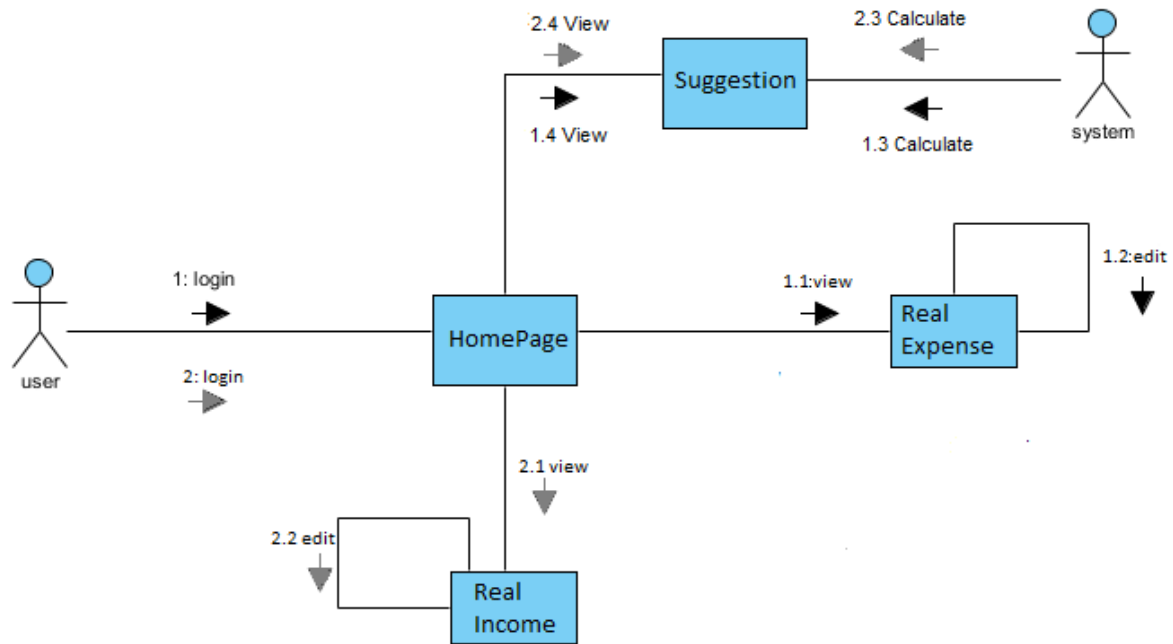 2.4 View
2.3 Calculate
Suggestion
1.4 View
1.3 Calculate
system
1: login
1.1:view
1.2:edit
HomePage
Real
Expense
user
2: login
2.1 view
2.2 edit
Real
Income